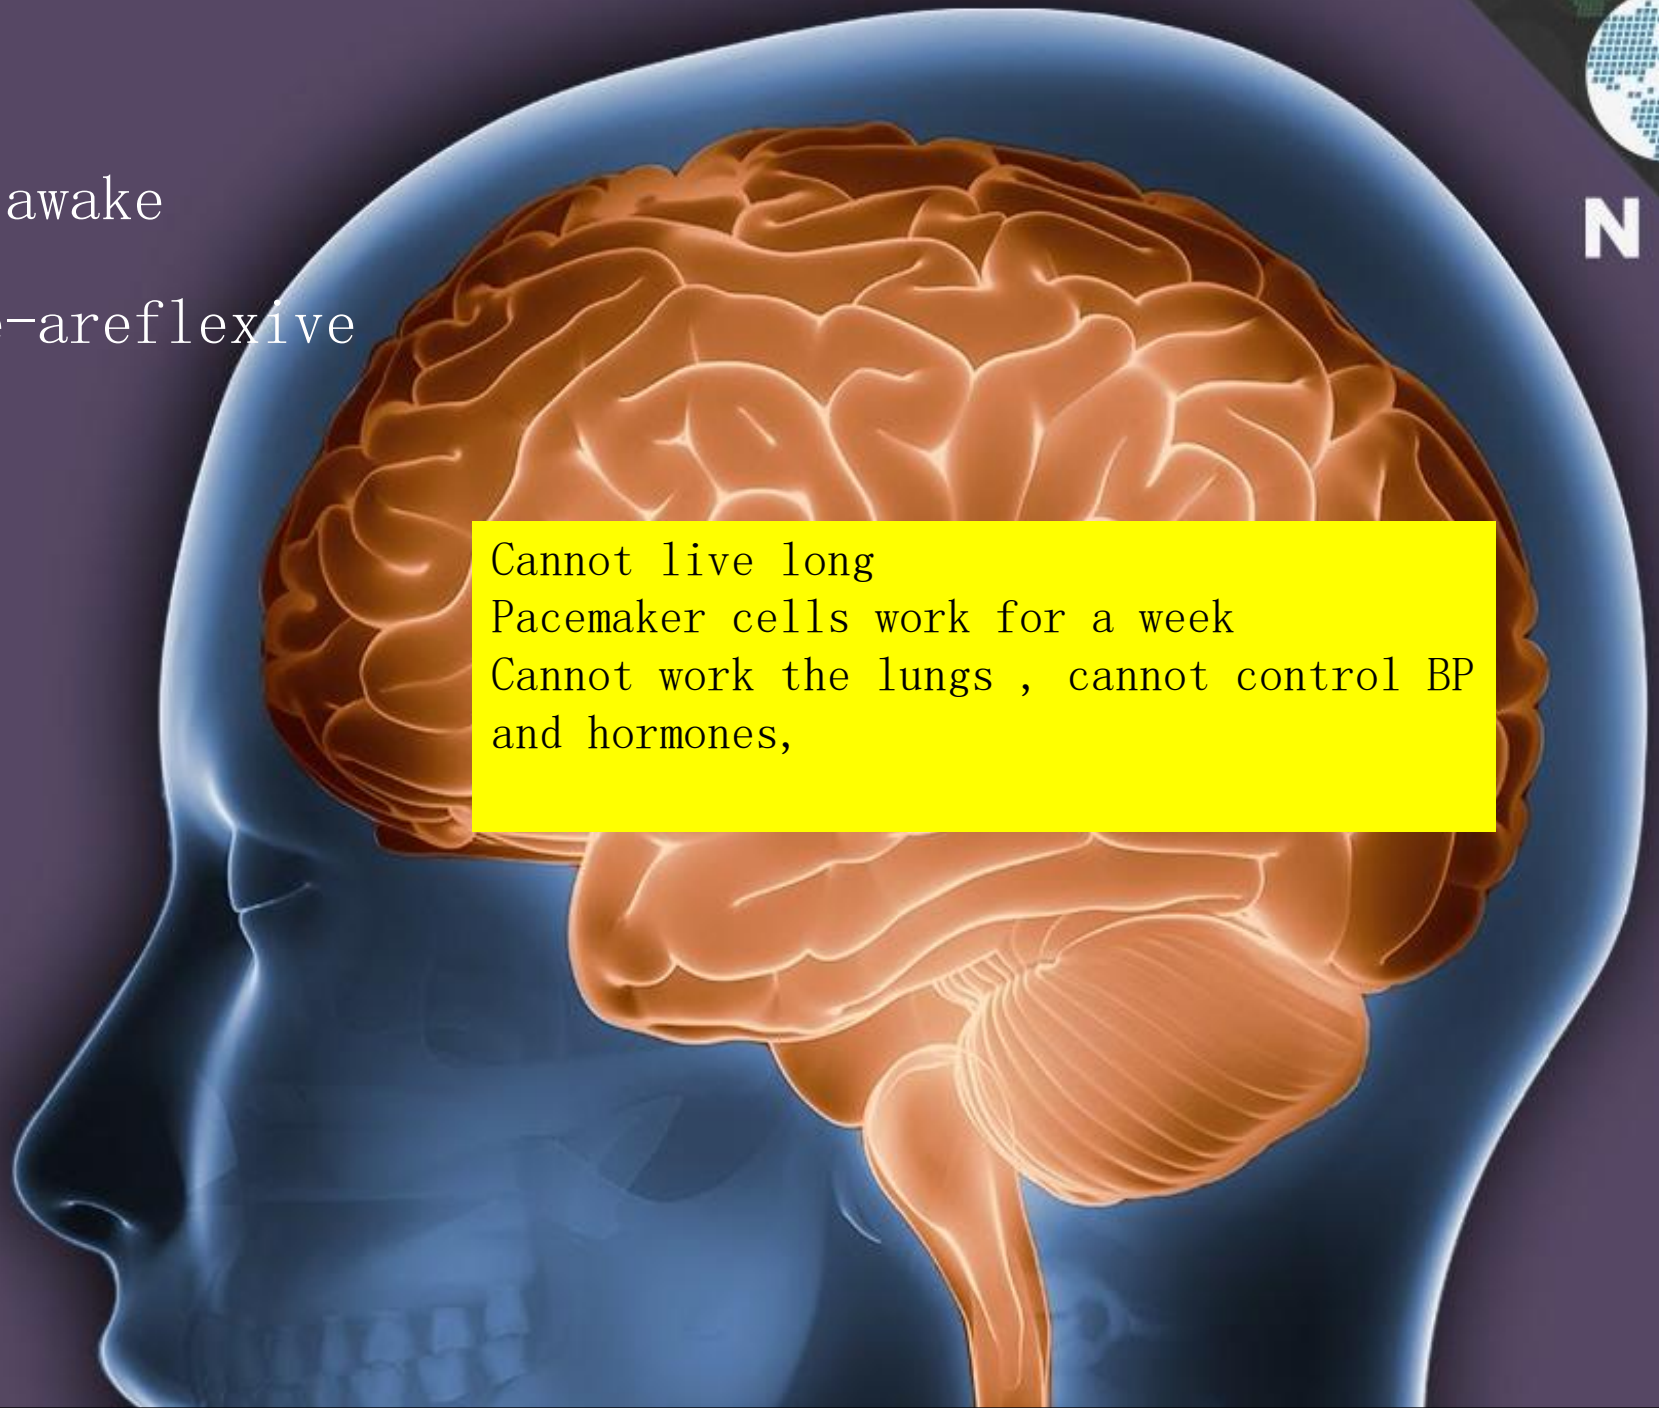 awake
e-areflexive
N
Cannot live long
Pacemaker cells work for a week
Cannot work the lungs , cannot control BP
and hormones,